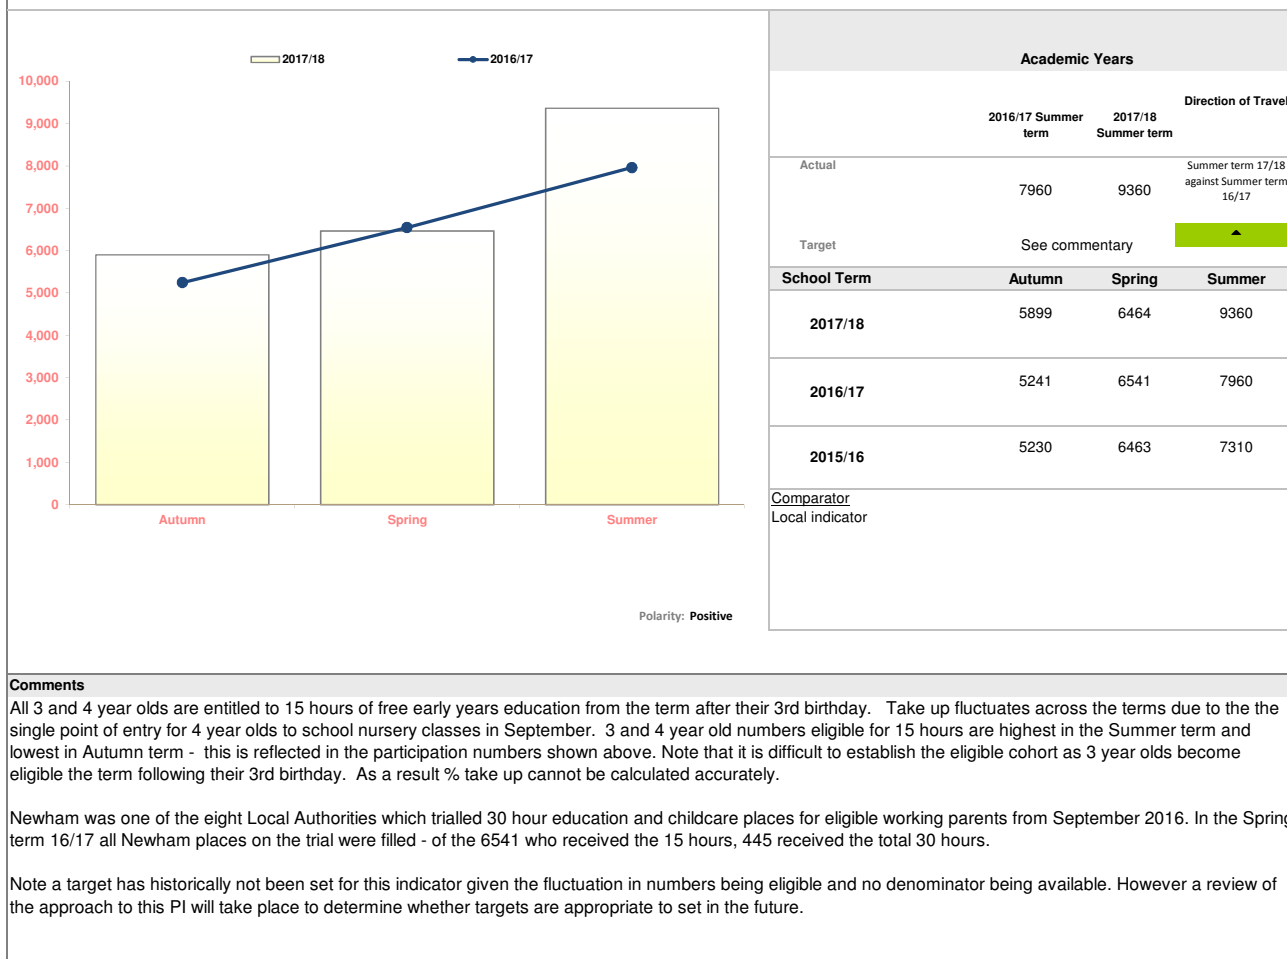 2017/18 2016/17
10,000
9,000
8,000
7,000
6,000
5,000
4,000
3,000
2,000
1,000
0
Autumn Spring Summer
Polarity: Positive
Academic Years
Direction of Travel
2016/17 Summer term
2017/18 Summer term
Actual
7960 9360
Summer term 17/18
against Summer term
16/17
Target See commentary
School Term Autumn Spring Summer
2017/18 5899 6464 9360
2016/17 5241 6541 7960
2015/16 5230 6463 7310
Comparator
Local indicator
Comments
All 3 and 4 year olds are entitled to 15 hours of free early years education from the term after their 3rd birthday. Take up fluctuates across the terms due to the the
single point of entry for 4 year olds to school nursery classes in September. 3 and 4 year old numbers eligible for 15 hours are highest in the Summer term and
lowest in Autumn term - this is reflected in the participation numbers shown above. Note that it is difficult to establish the eligible cohort as 3 year olds become
eligible the term following their 3rd birthday. As a result % take up cannot be calculated accurately.
Newham was one of the eight Local Authorities which trialled 30 hour education and childcare places for eligible working parents from September 2016. In the Spring
term 16/17 all Newham places on the trial were filled - of the 6541 who received the 15 hours, 445 received the total 30 hours.
Note a target has historically not been set for this indicator given the fluctuation in numbers being eligible and no denominator being available. However a review of
the approach to this PI will take place to determine whether targets are appropriate to set in the future.